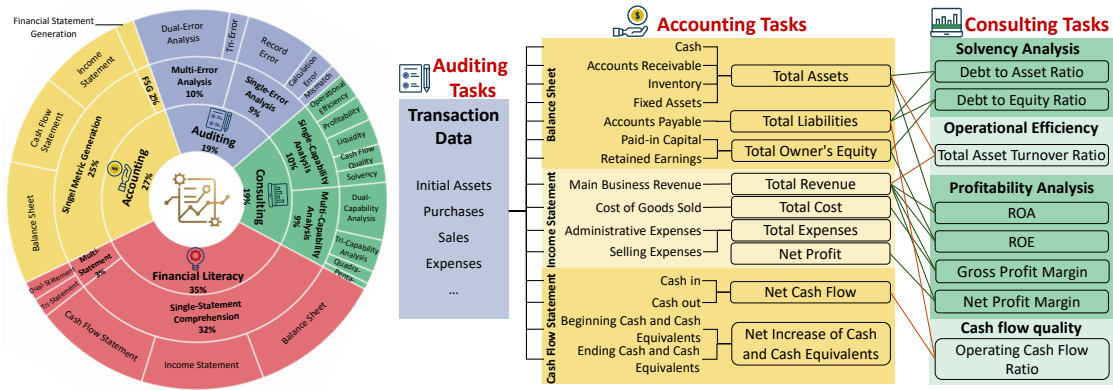 Financial Statement
Generation
Dual-Error
Analysis
Tri-Error
Record
Error
Calculation
Error
Mismatch
Multi-Error
Analysis
10%
Single-Error
Analysis
9%
Auditing
19%
FSG 2%
Income
Statement
Cash Flow
Statement
Balance Sheet
Singel Metric Generation
25%
Accounting
27%
Operational
Efficiency
Profitability
Liquidity
Cash Flow
Quality
Solvency
Single-Capability
Analysis
10%
Consulting
19%
Multi-Capability
Analysis
9%
Dual-
Capability
Analysis
Tri-Capability
Analysis
Quadra-
Penta-
Financial Literacy
35%
Multi-
Statement
3%
Dual-Statement
Tri-Statement
Single-Statement
Comprehension
32%
Cash Flow Statement
Income Statement
Balance Sheet
Auditing
Tasks
Transaction
Data
Initial Assets
Purchases
Sales
Expenses
...
Accounting Tasks
Balance Sheet
Cash
Accounts Receivable
Inventory
Fixed Assets
Total Assets
Accounts Payable
Total Liabilities
Paid-in Capital
Retained Earnings
Total Owner's Equity
Income Statement
Main Business Revenue
Total Revenue
Cost of Goods Sold
Total Cost
Administrative Expenses
Selling Expenses
Total Expenses
Net Profit
Cash Flow Statement
Cash in
Cash out
Net Cash Flow
Beginning Cash and Cash
Equivalents
Ending Cash and Cash
Equivalents
Net Increase of Cash
and Cash Equivalents
Consulting Tasks
Solvency Analysis
Debt to Asset Ratio
Debt to Equity Ratio
Operational Efficiency
Total Asset Turnover Ratio
Profitability Analysis
ROA
ROE
Gross Profit Margin
Net Profit Margin
Cash flow quality
Operating Cash Flow
Ratio